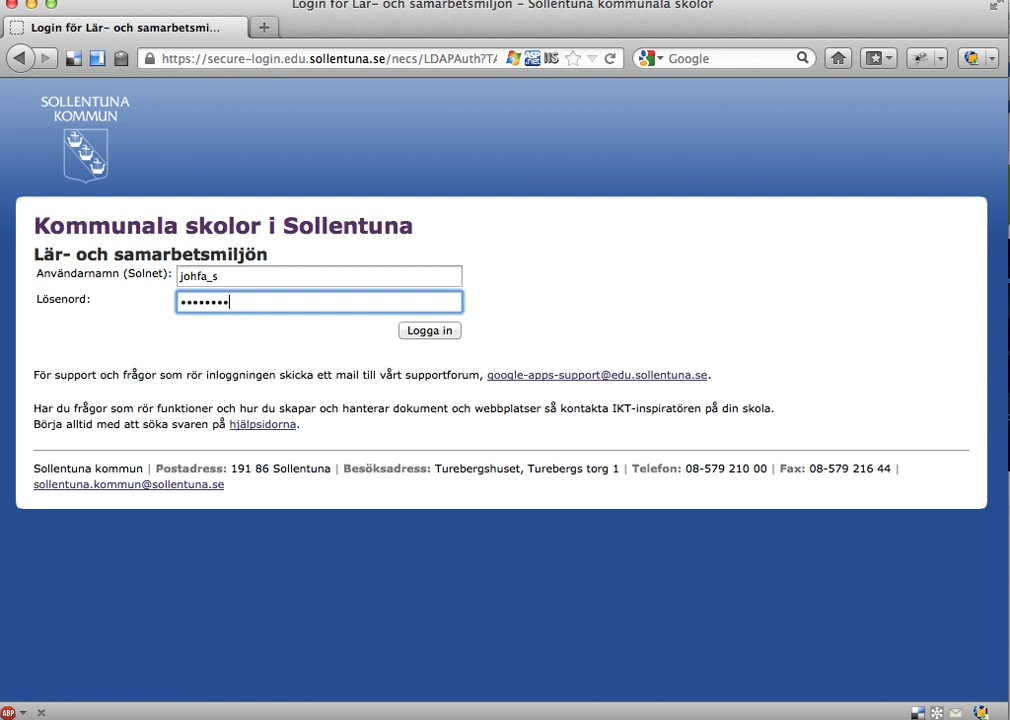 Login för Lär- och samarbetsmiljön – Sollentuna kommunala skolor
Login för Lär- och samarbetsmi...
https://secure-login.edu.sollentuna.se/necs/LDAPAuth?TA
Google
SOLLENTUNA
KOMMUN
Kommunala skolor i Sollentuna
Lär- och samarbetsmiljön
Användarnamn (Solnet): johfa_s
Lösenord: ••••••••
Logga in
För support och frågor som rör inloggningen skicka ett mail till vårt supportforum, google-apps-support@edu.sollentuna.se.
Har du frågor som rör funktioner och hur du skapar och hanterar dokument och webbplatser så kontakta IKT-inspiratören på din skola.
Börja alltid med att söka svaren på hjälpsidorna.
Sollentuna kommun | Postadress: 191 86 Sollentuna | Besöksadress: Turebergshuset, Turebergs torg 1 | Telefon: 08-579 210 00 | Fax: 08-579 216 44 |
sollentuna.kommun@sollentuna.se
ABP